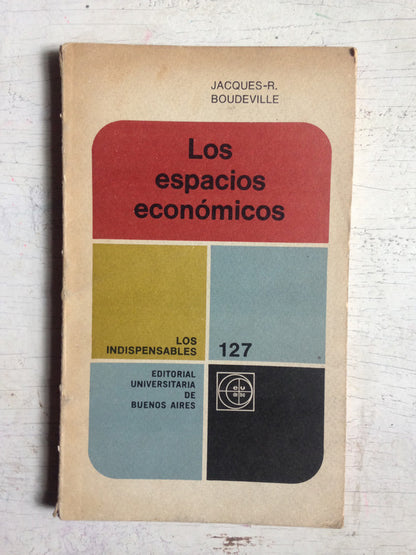 JACQUES-R.
BOUDEVILLE
Los
espacios
económicos
LOS
INDISPENSABLES
127
EDITORIAL
UNIVERSITARIA
DE
BUENOS AIRES